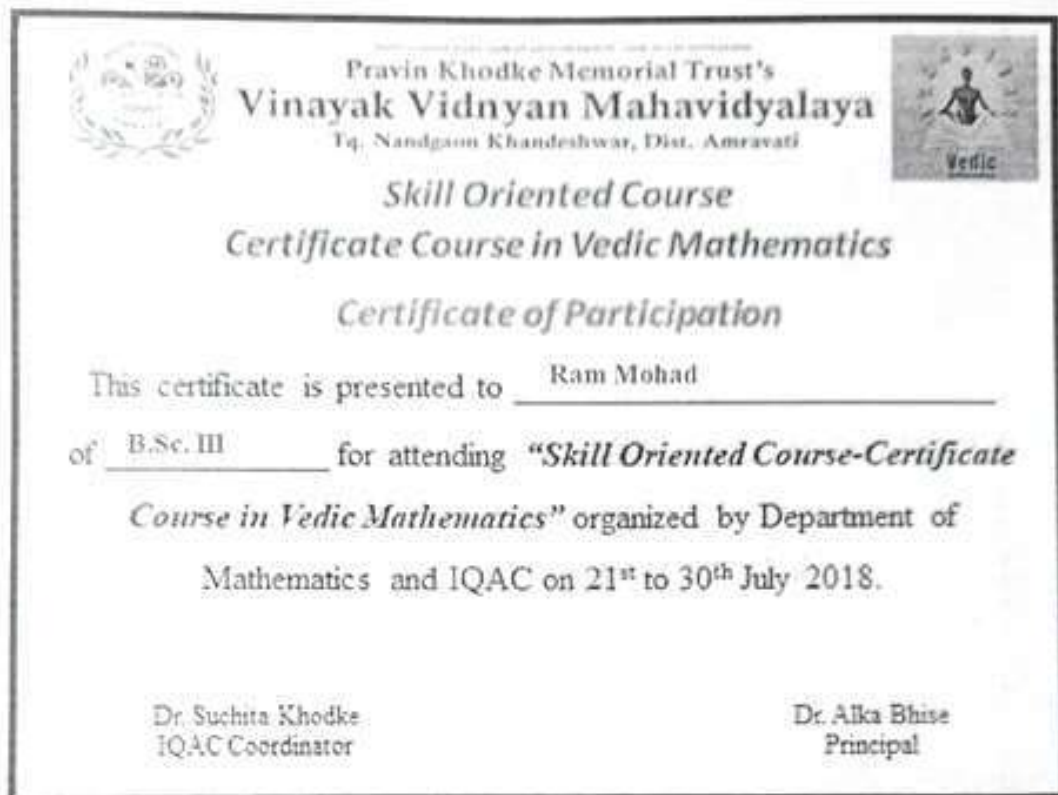 Pravin Khodke Memorial Trust's
Vinayak Vidnyan Mahavidyalaya
Tq. Nandgaon Khandeshwar, Dist. Amravati
Vedic
Skill Oriented Course
Certificate Course in Vedic Mathematics
Certificate of Participation
This certificate is presented to Ram Mohad
of B.Sc. III for attending "Skill Oriented Course-Certificate
Course in Vedic Mathematics" organized by Department of
Mathematics and IQAC on 21st to 30th July 2018.
Dr. Suchita Khodke
IQAC Coordinator
Dr. Alka Bhise
Principal